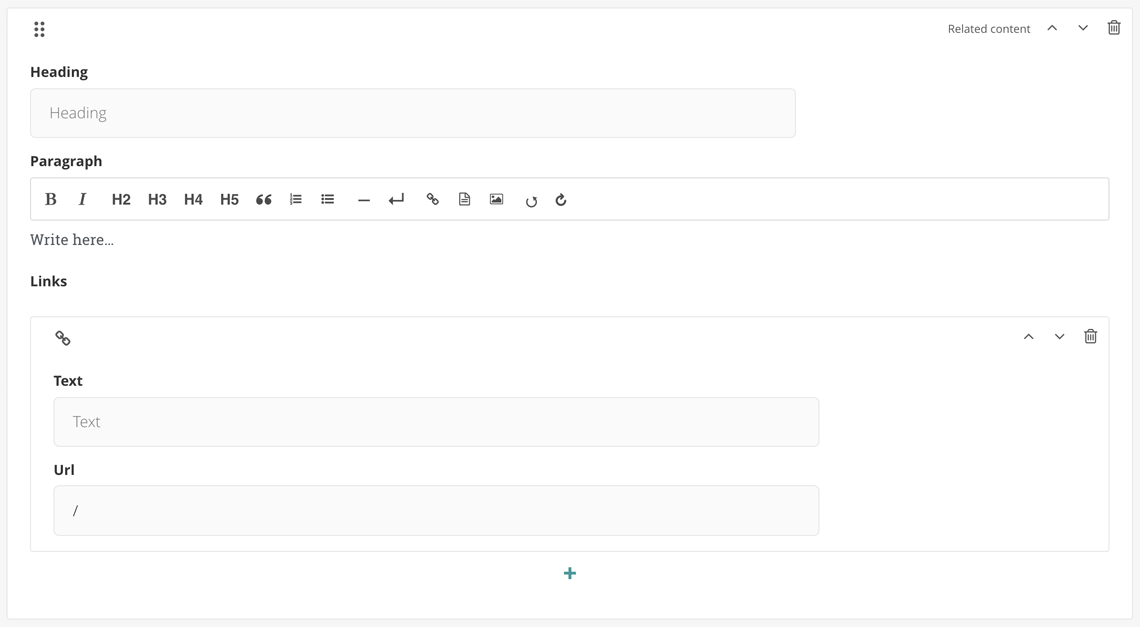 Related content
Heading
Heading
Paragraph
B I H2 H3 H4 H5
Write here...
Links
Text
Text
Url
/